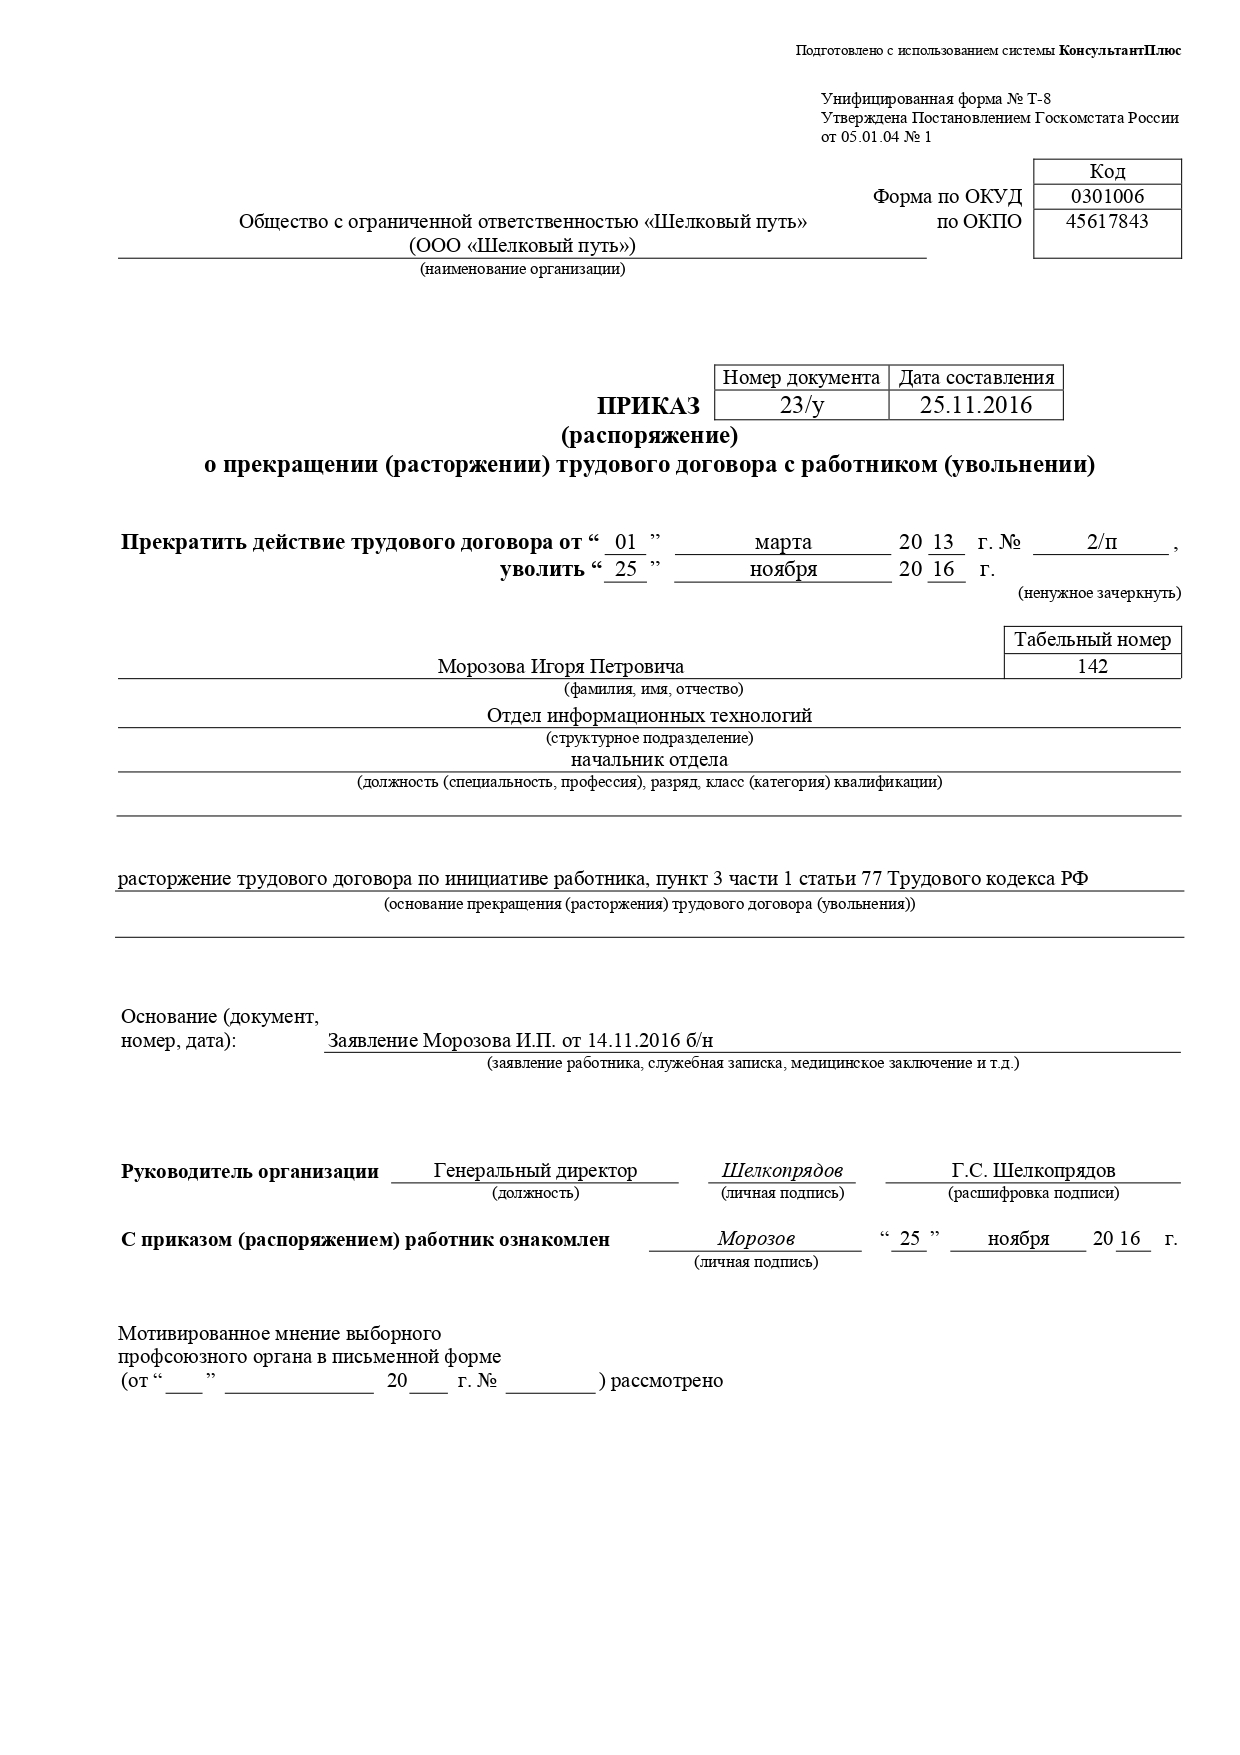 Подготовлено с использованием системы КонсультантПлюс
Унифицированная форма № Т-8
Утверждена Постановлением Госкомстата России
от 05.01.04 № 1
Код
Форма по ОКУД 0301006
Общество с ограниченной ответственностью «Шелковый путь» по ОКПО 45617843
(ООО «Шелковый путь»)
(наименование организации)
Номер документа Дата составления
ПРИКАЗ 23/у 25.11.2016
(распоряжение)
о прекращении (расторжении) трудового договора с работником (увольнении)
Прекратить действие трудового договора от “ 01 ” марта 20 13 г. № 2/п ,
уволить “ 25 ” ноября 20 16 г.
(ненужное зачеркнуть)
Табельный номер
Морозова Игоря Петровича 142
(фамилия, имя, отчество)
Отдел информационных технологий
(структурное подразделение)
начальник отдела
(должность (специальность, профессия), разряд, класс (категория) квалификации)
расторжение трудового договора по инициативе работника, пункт 3 части 1 статьи 77 Трудового кодекса РФ
(основание прекращения (расторжения) трудового договора (увольнения))
Основание (документ,
номер, дата): Заявление Морозова И.П. от 14.11.2016 б/н
(заявление работника, служебная записка, медицинское заключение и т.д.)
Руководитель организации Генеральный директор Шелкопрядов Г.С. Шелкопрядов
(должность) (личная подпись) (расшифровка подписи)
С приказом (распоряжением) работник ознакомлен Морозов “ 25 ” ноября 20 16 г.
(личная подпись)
Мотивированное мнение выборного
профсоюзного органа в письменной форме
(от “ ” 20 г. № ) рассмотрено